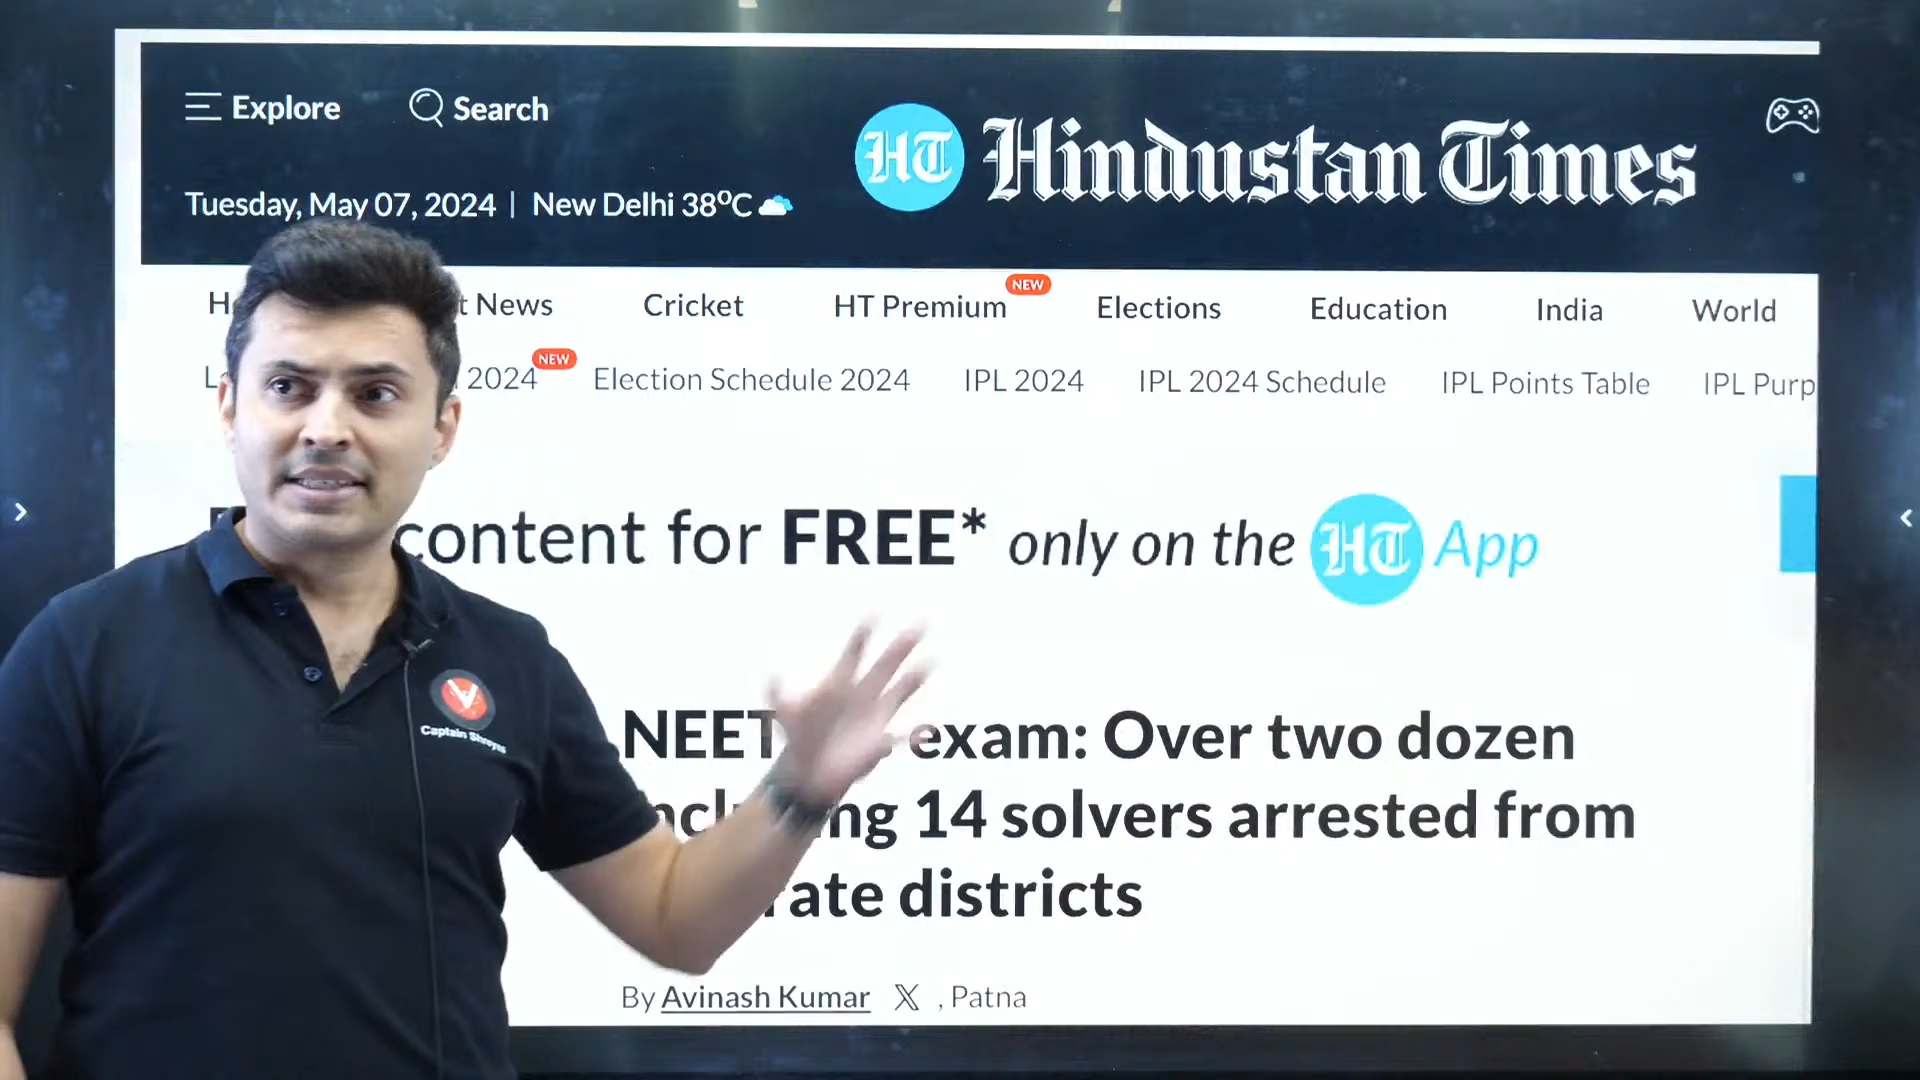 Explore
Search
HT Hindustan Times
Tuesday, May 07, 2024 | New Delhi 38°C
News Cricket HT Premium NEW Elections Education India World
2024 NEW Election Schedule 2024 IPL 2024 IPL 2024 Schedule IPL Points Table IPL Purp
content for FREE* only on the HT App
NEET exam: Over two dozen
14 solvers arrested from
districts
By Avinash Kumar X , Patna
V
Captain Shreyas